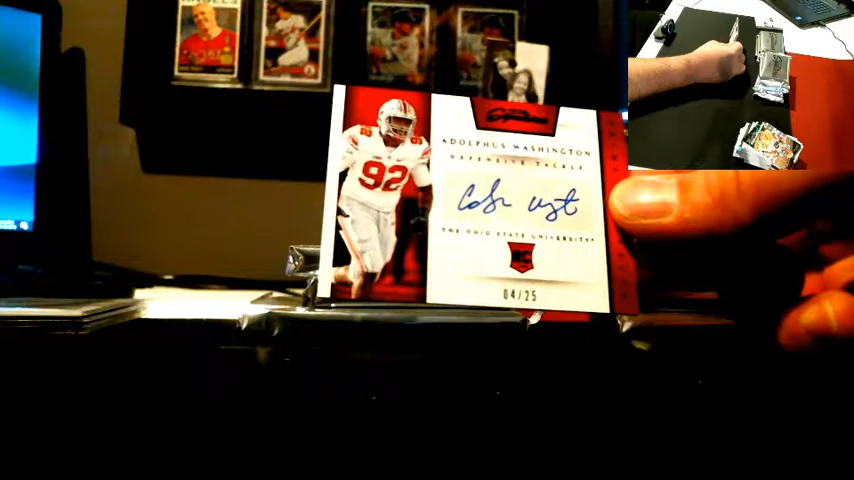 92
ADOLPHUS WASHINGTON
DEFENSIVE TACKLE
THE OHIO STATE UNIVERSITY
RC
04/25